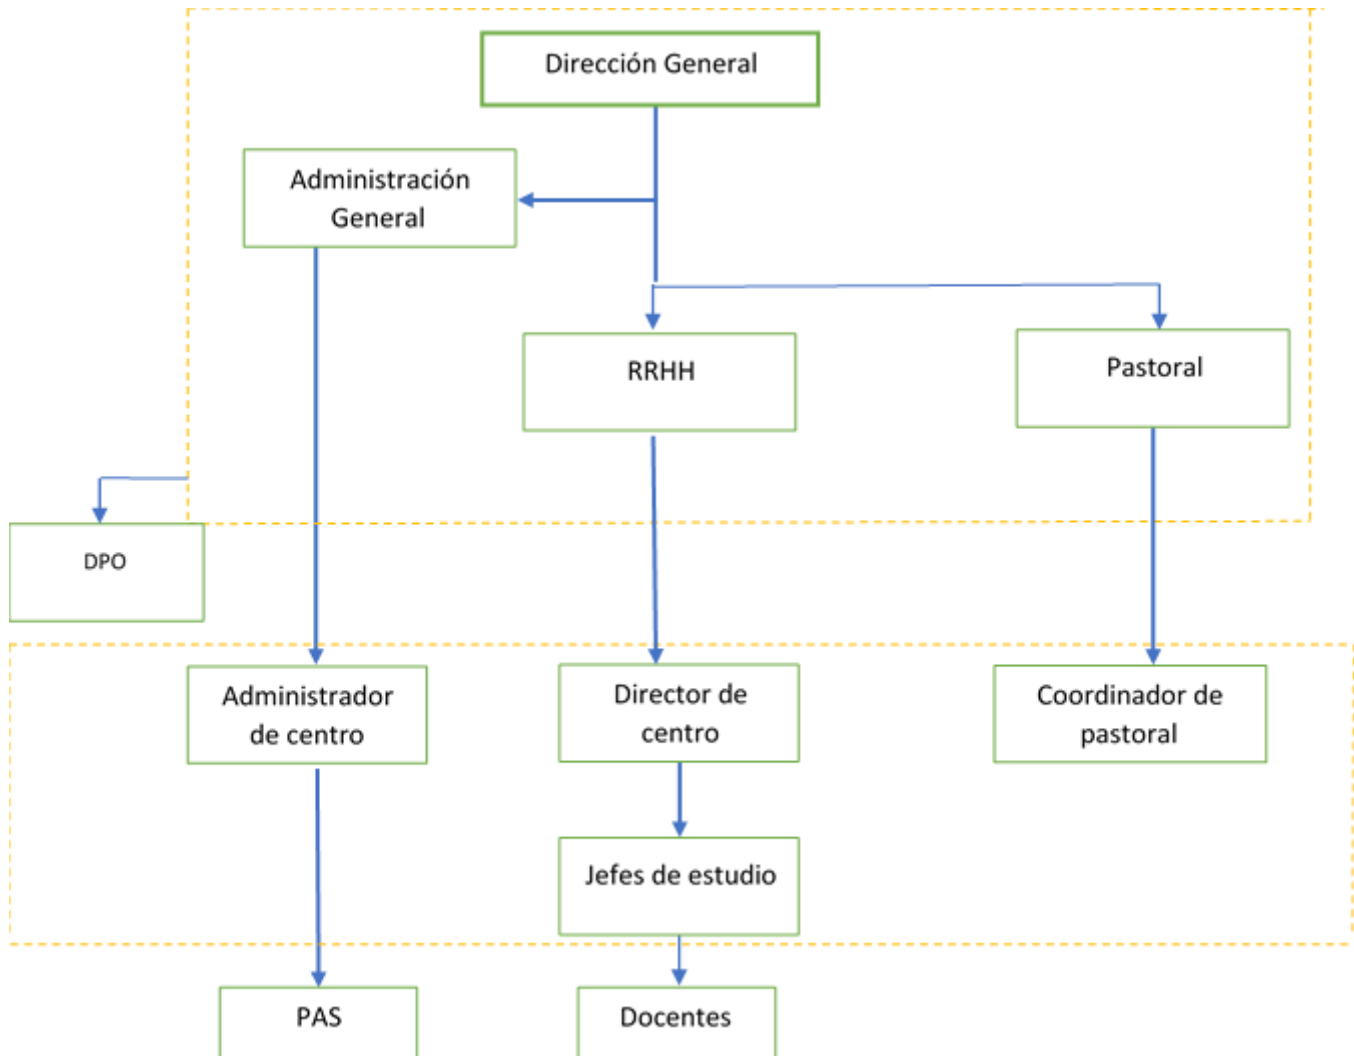 Dirección General
Administración
General
RRHH
Pastoral
DPO
Administrador
de centro
Director de
centro
Coordinador de
pastoral
Jefes de estudio
PAS
Docentes